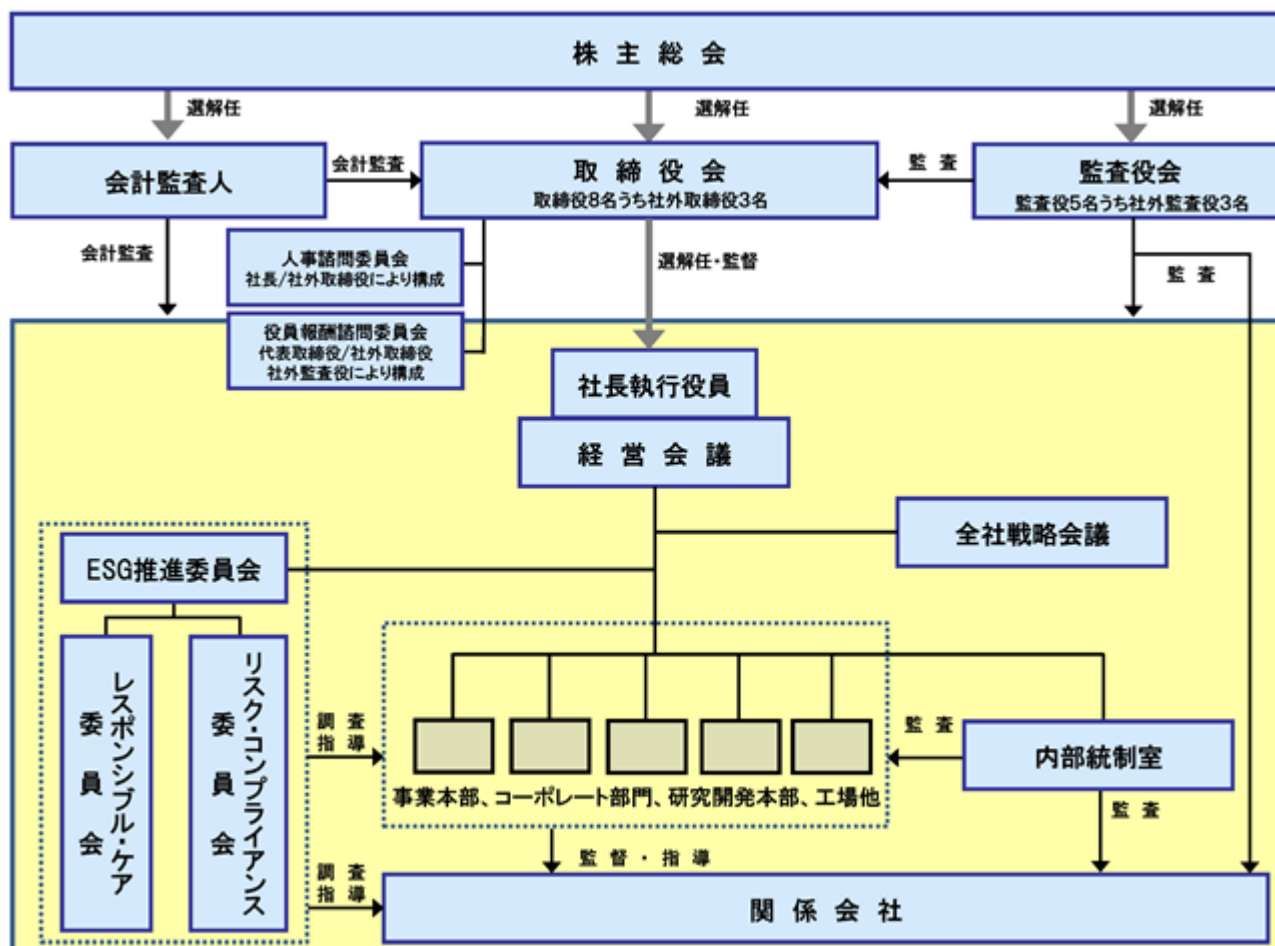 株 主 総 会
選解任
選解任
選解任
会計監査人
会計監査
取 締 役 会
取締役8名うち社外取締役3名
監 査
監査役会
監査役5名うち社外監査役3名
会計監査
人事諮問委員会
社長/社外取締役により構成
選解任・監督
監 査
役員報酬諮問委員会
代表取締役/社外取締役
社外監査役により構成
社長執行役員
経 営 会 議
全社戦略会議
ESG推進委員会
レスポンシブル・ケア
委 員 会
リスク・コンプライアンス
委 員 会
調 査
指 導
監 査
内部統制室
事業本部、コーポレート部門、研究開発本部、工場他
監 査
監 督 ・ 指 導
調 査
指 導
関 係 会 社